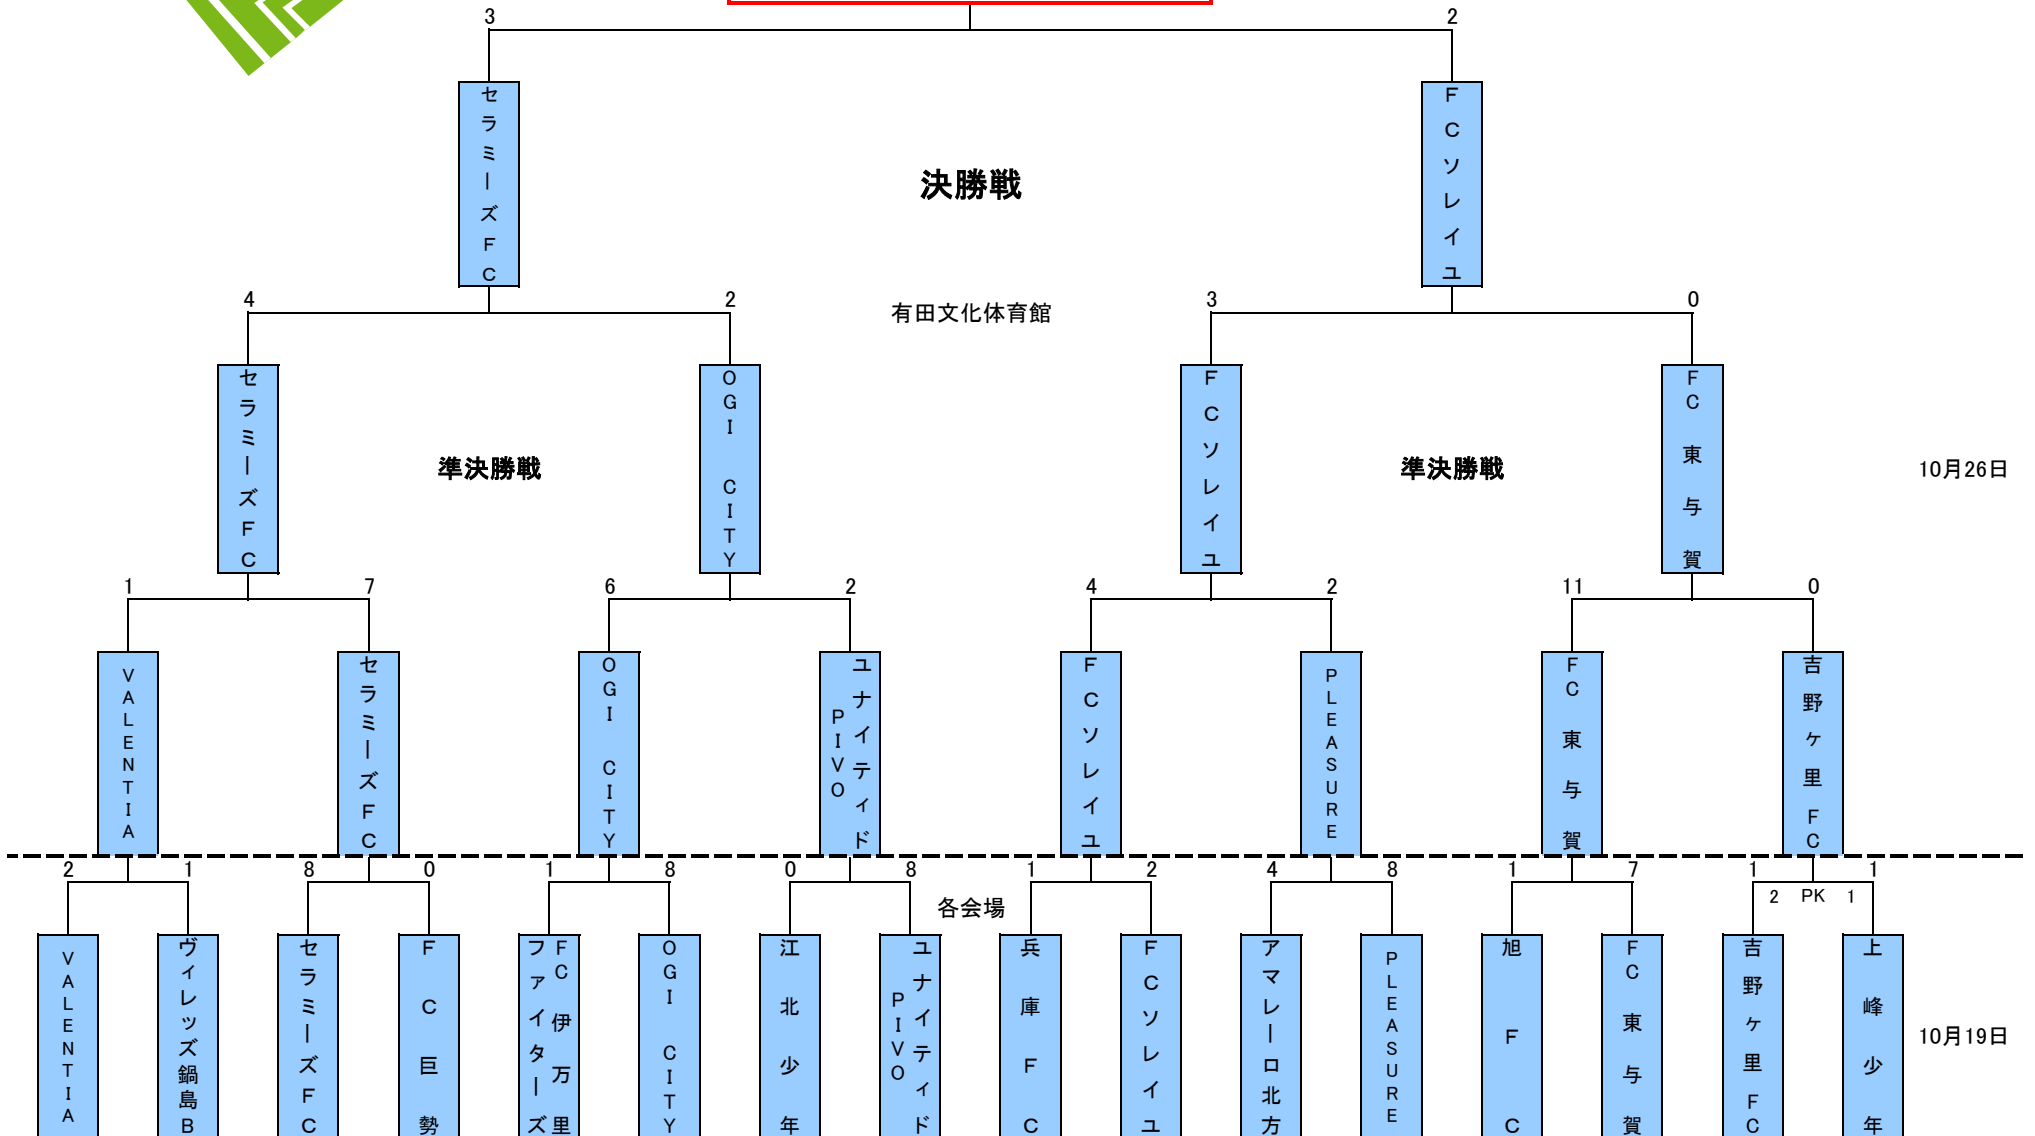 3 2
セラミーズFC
FCソレイユ
決勝戦
4 2 有田文化体育館 3 0
セラミーズFC
OGI CITY
FCソレイユ
FC 東与賀
準決勝戦 準決勝戦 10月26日
1 7 6 2 4 2 11 0
VALENTIA
セラミーズFC
OGI CITY
ユナイティド
PIVO
FCソレイユ
PLEASURE
FC 東与賀
吉野ケ里FC
2 1 8 0 1 8 0 8 1 2 4 8 1 7 1 1
2 PK 1
各会場
VALENTIA
ヴィレッズ鍋島B
セラミーズFC
FC巨勢
FC 伊万里
ファイターズ
OGI CITY
江北少年
ユナイティド
PIVO
兵庫FC
FCソレイユ
アマレーロ北方
PLEASURE
旭FC
FC 東与賀
吉野ケ里FC
上峰少年
10月19日